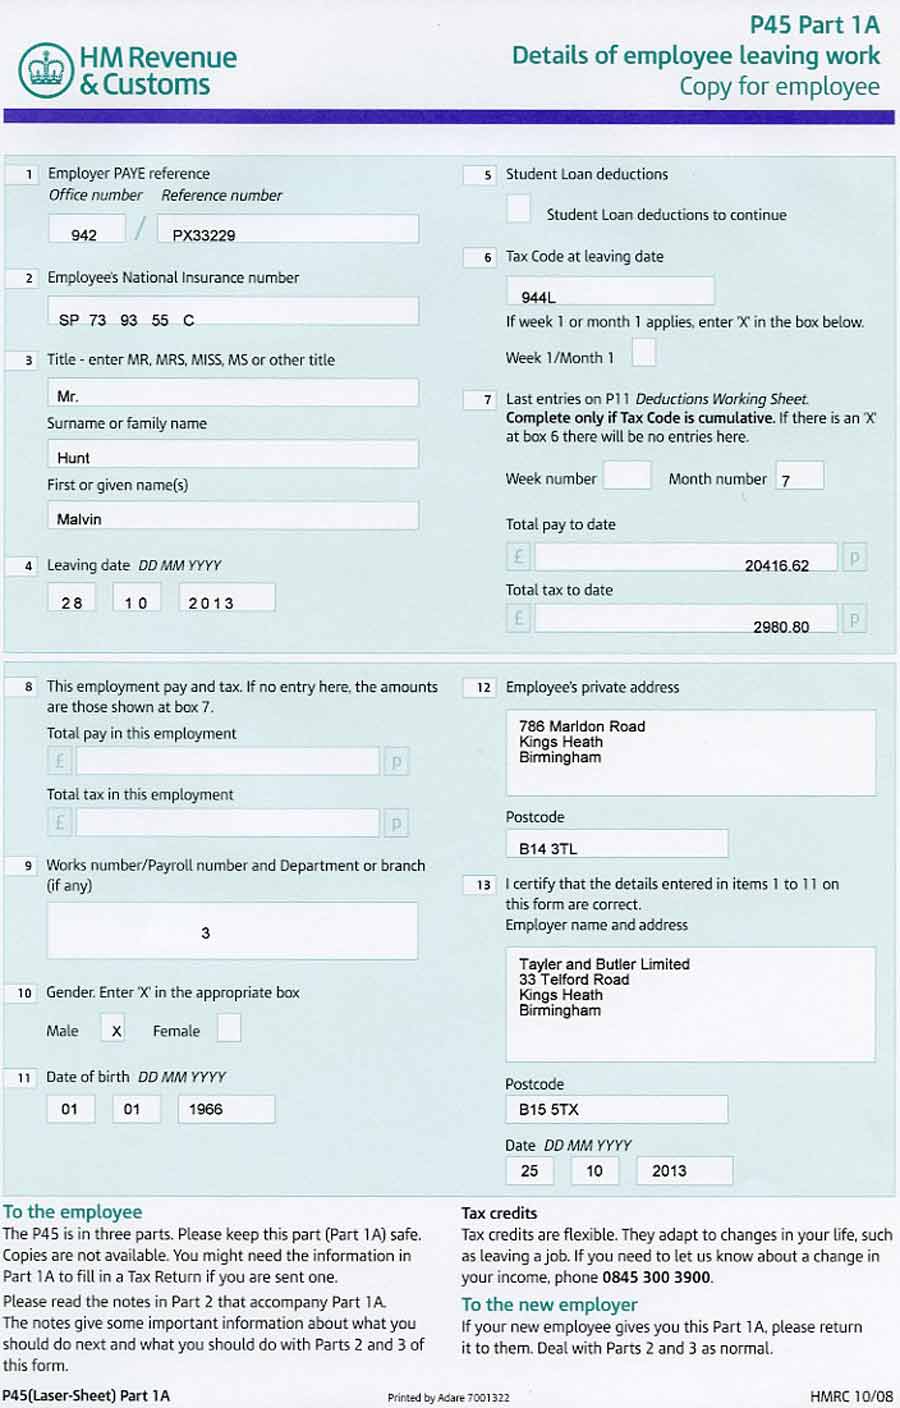 HM Revenue
& Customs
P45 Part 1A
Details of employee leaving work
Copy for employee
1 Employer PAYE reference
Office number Reference number
942 / PX33229
2 Employee's National Insurance number
SP 73 93 55 C
3 Title - enter MR, MRS, MISS, MS or other title
Mr.
Surname or family name
Hunt
First or given name(s)
Malvin
4 Leaving date DD MM YYYY
28 10 2013
5 Student Loan deductions
Student Loan deductions to continue
6 Tax Code at leaving date
944L
If week 1 or month 1 applies, enter 'X' in the box below.
Week 1/Month 1
7 Last entries on P11 Deductions Working Sheet.
Complete only if Tax Code is cumulative. If there is an 'X'
at box 6 there will be no entries here.
Week number Month number 7
Total pay to date
£ 20416.62 p
Total tax to date
£ 2980.80 p
8 This employment pay and tax. If no entry here, the amounts
are those shown at box 7.
Total pay in this employment
£ p
Total tax in this employment
£ p
9 Works number/Payroll number and Department or branch
(if any)
3
10 Gender. Enter 'X' in the appropriate box
Male X Female
11 Date of birth DD MM YYYY
01 01 1966
12 Employee's private address
786 Marldon Road
Kings Heath
Birmingham
Postcode
B14 3TL
13 I certify that the details entered in items 1 to 11 on
this form are correct.
Employer name and address
Tayler and Butler Limited
33 Telford Road
Kings Heath
Birmingham
Postcode
B15 5TX
Date DD MM YYYY
25 10 2013
To the employee
The P45 is in three parts. Please keep this part (Part 1A) safe.
Copies are not available. You might need the information in
Part 1A to fill in a Tax Return if you are sent one.
Please read the notes in Part 2 that accompany Part 1A.
The notes give some important information about what you
should do next and what you should do with Parts 2 and 3 of
this form.
Tax credits
Tax credits are flexible. They adapt to changes in your life, such
as leaving a job. If you need to let us know about a change in
your income, phone 0845 300 3900.
To the new employer
If your new employee gives you this Part 1A, please return
it to them. Deal with Parts 2 and 3 as normal.
P45(Laser-Sheet) Part 1A
Printed by Adare 7001322
HMRC 10/08